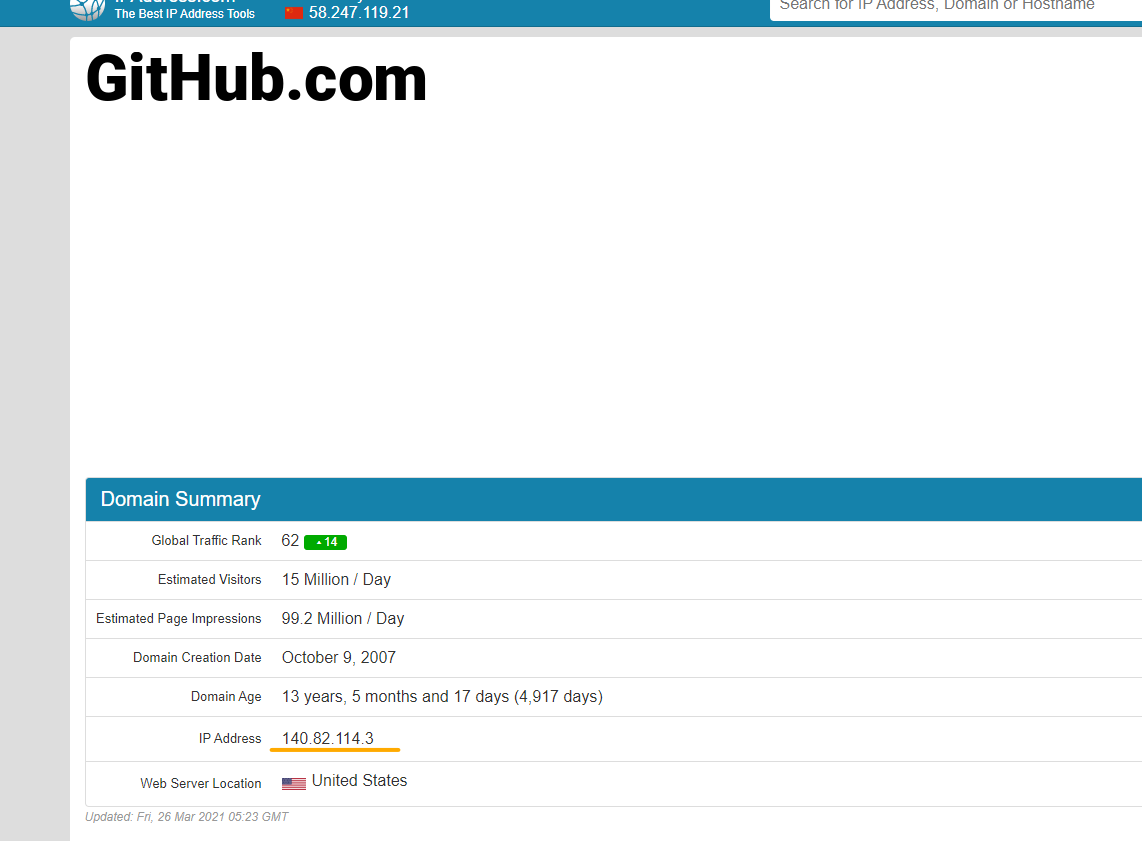 The Best IP Address Tools
58.247.119.21
Search for IP Address, Domain or Hostname
GitHub.com
Domain Summary
Global Traffic Rank 62 14
Estimated Visitors 15 Million / Day
Estimated Page Impressions 99.2 Million / Day
Domain Creation Date October 9, 2007
Domain Age 13 years, 5 months and 17 days (4,917 days)
IP Address 140.82.114.3
Web Server Location United States
Updated: Fri, 26 Mar 2021 05:23 GMT